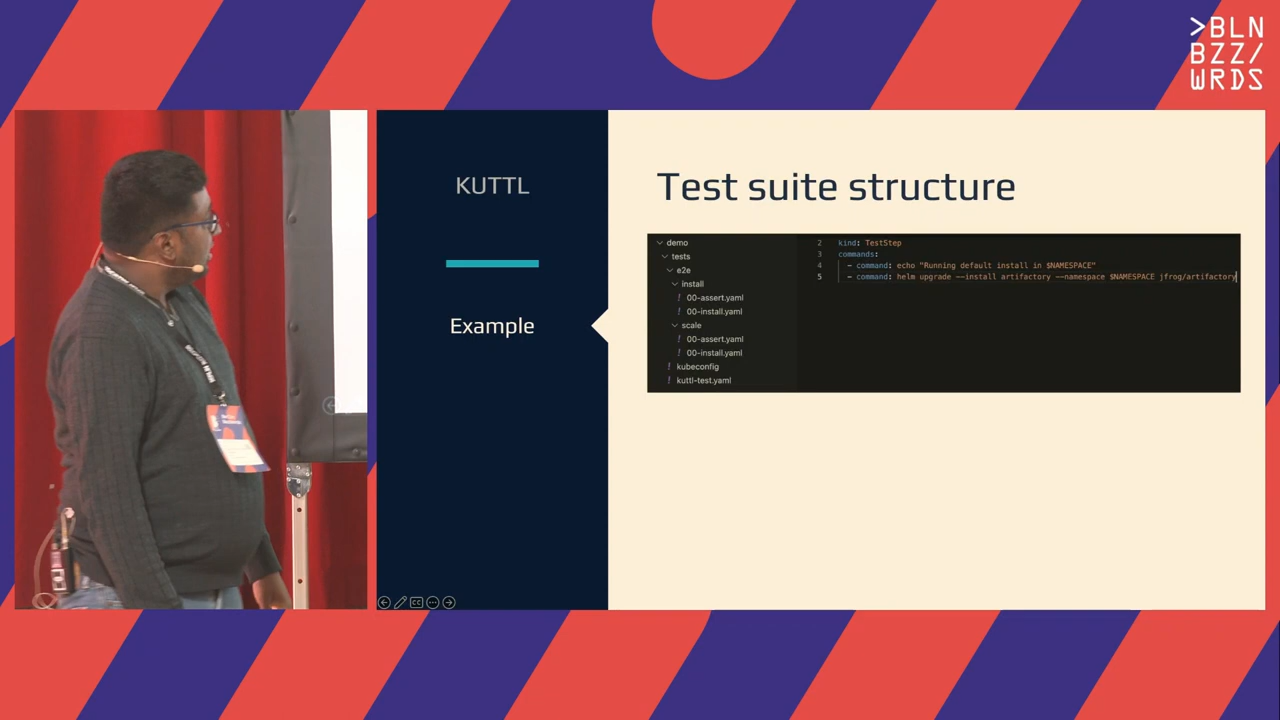 >BLN
BZZ/
WRDS
KUTTL
Example
Test suite structure
demo
tests
e2e
install
! 00-assert.yaml
! 00-install.yaml
scale
! 00-assert.yaml
! 00-install.yaml
! kubeconfig
! kuttl-test.yaml
2 kind: TestStep
3 commands:
4 - command: echo "Running default install in $NAMESPACE"
5 - command: helm upgrade --install artifactory --namespace $NAMESPACE jfrog/artifactory
CC